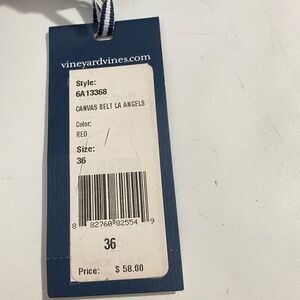 vineyardvines.com
Style:
6A13368
CANVAS BELT LA ANGELS
Color:
RED
Size:
36
8 82760 82554 9
36
Price: $ 58.00